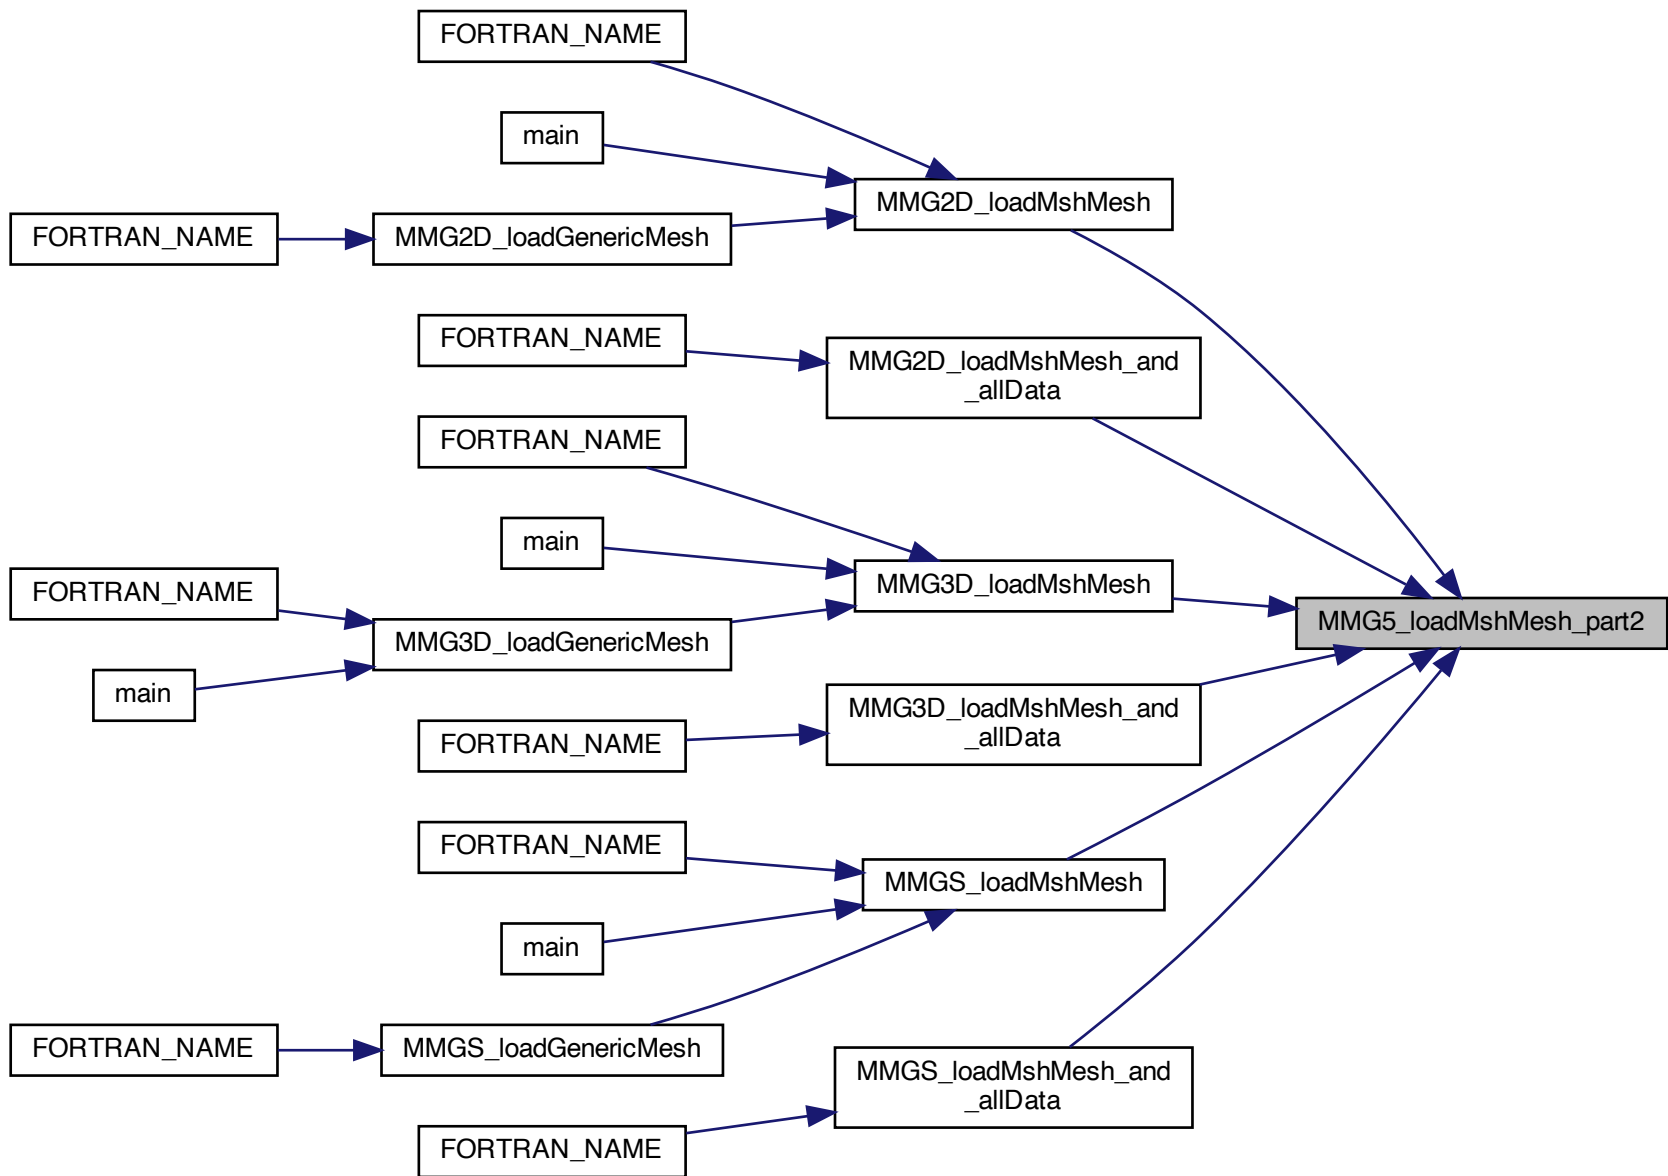 FORTRAN_NAME
main
MMG2D_loadMshMesh
FORTRAN_NAME
MMG2D_loadGenericMesh
FORTRAN_NAME
MMG2D_loadMshMesh_and
_allData
FORTRAN_NAME
main
MMG3D_loadMshMesh
FORTRAN_NAME
MMG5_loadMshMesh_part2
MMG3D_loadGenericMesh
main
MMG3D_loadMshMesh_and
_allData
FORTRAN_NAME
FORTRAN_NAME
MMGS_loadMshMesh
main
FORTRAN_NAME
MMGS_loadGenericMesh
MMGS_loadMshMesh_and
_allData
FORTRAN_NAME